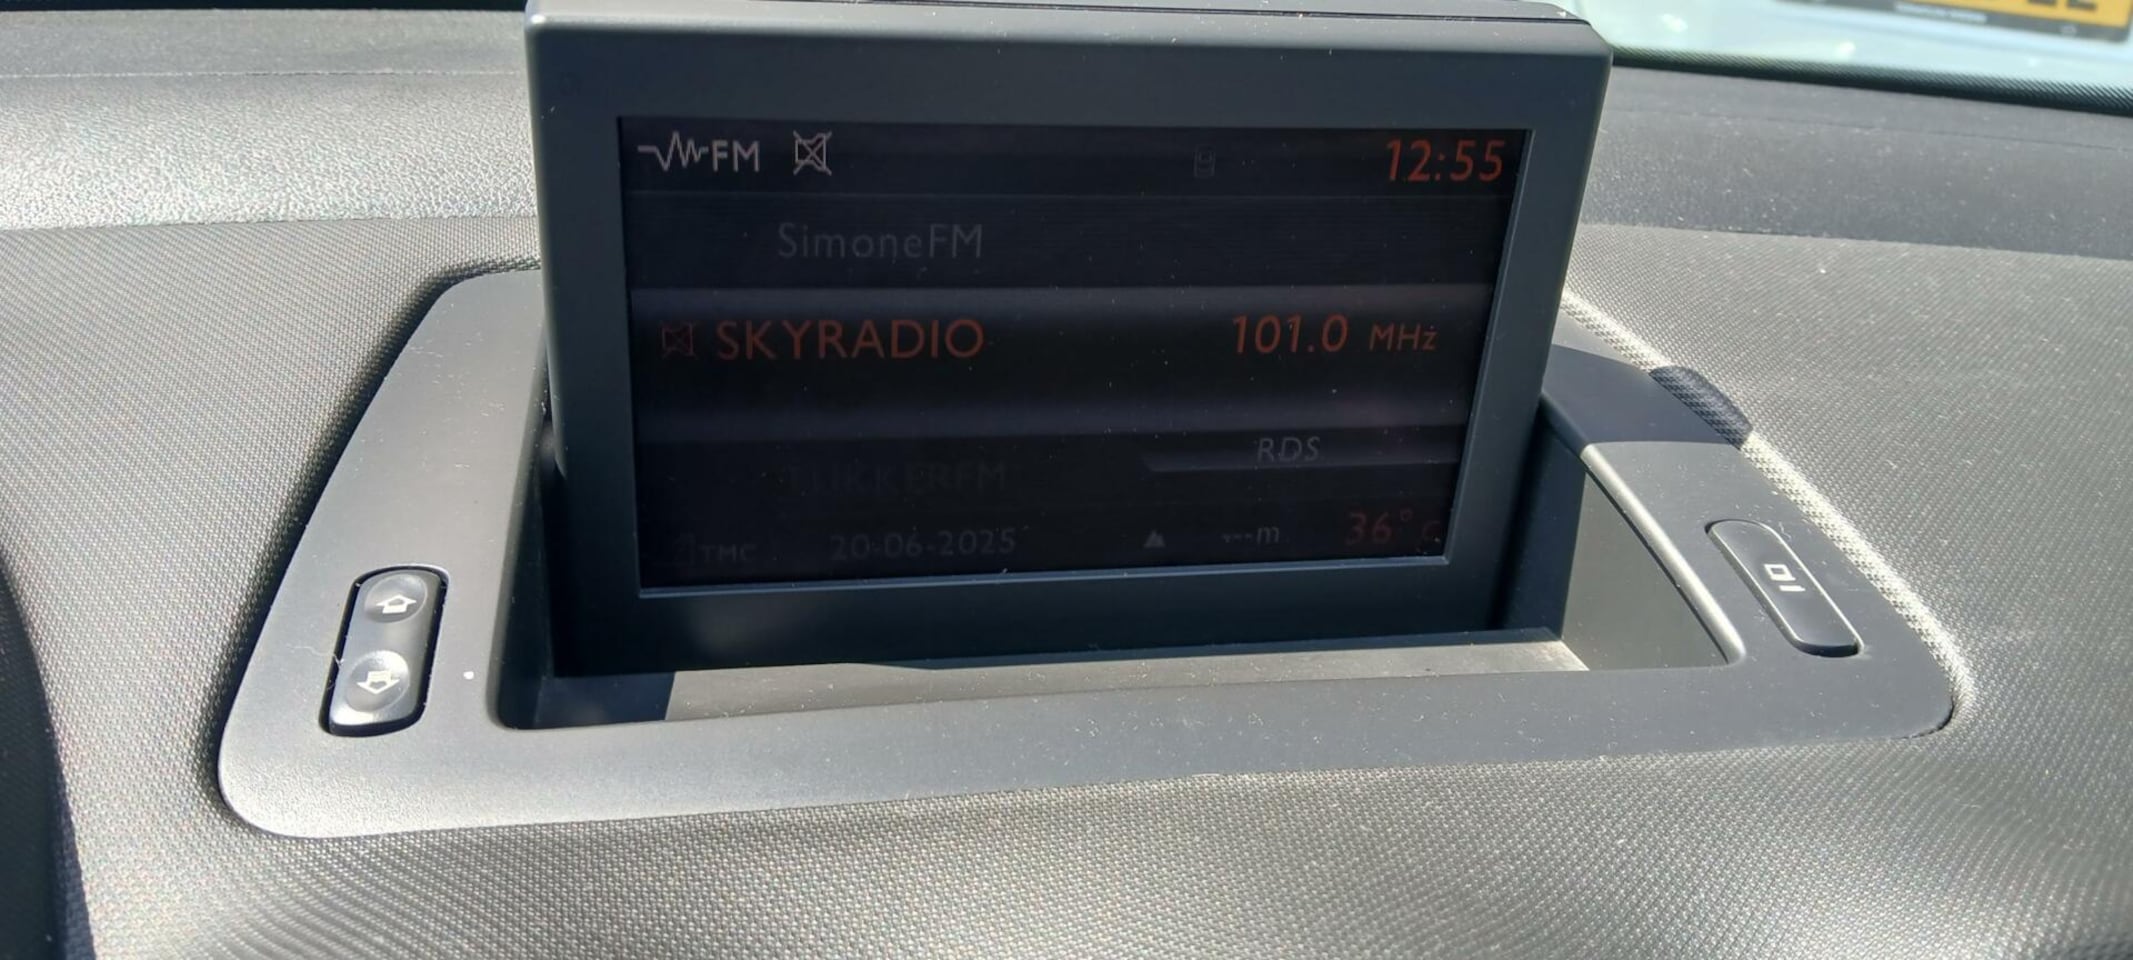 FM 12:55
SimoneFM
SKYRADIO 101.0 MHz
RDS
TMC 20-06-2025 ---m 36°C